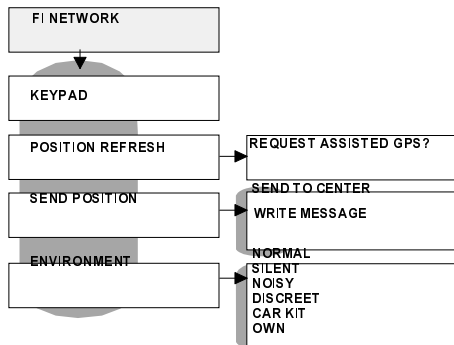 FI NETWORK
KEYPAD
POSITION REFRESH
REQUEST ASSISTED GPS?
SEND POSITION
SEND TO CENTER
WRITE MESSAGE
ENVIRONMENT
NORMAL
SILENT
NOISY
DISCREET
CAR KIT
OWN